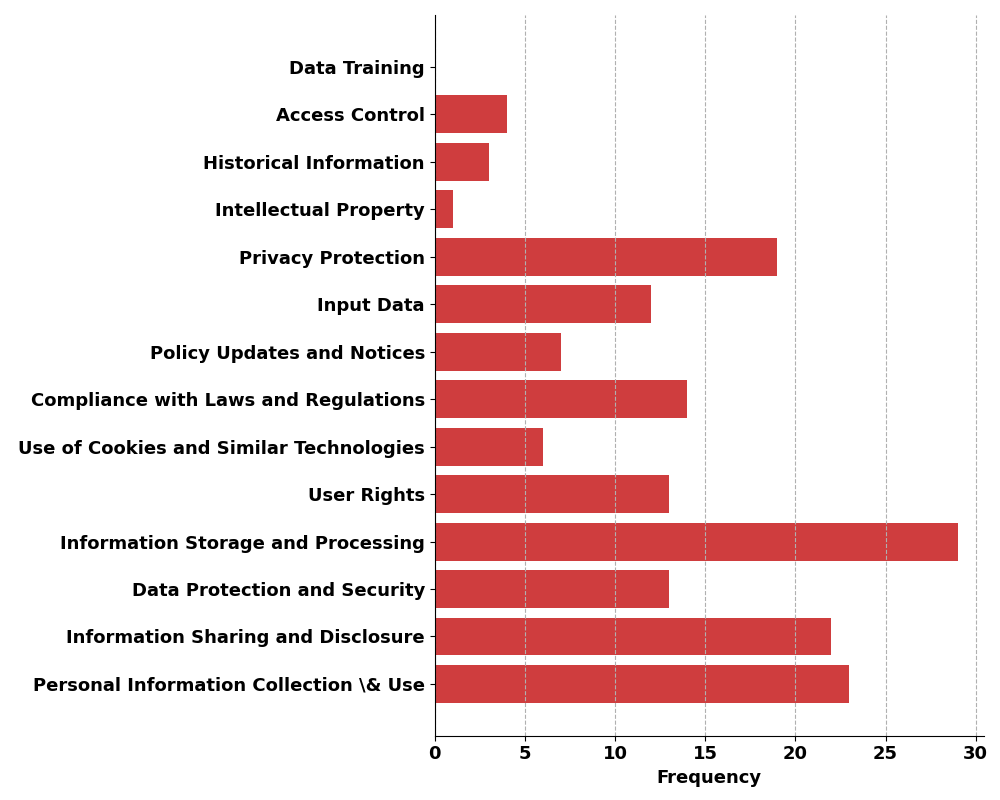 Data Training
Access Control
Historical Information
Intellectual Property
Privacy Protection
Input Data
Policy Updates and Notices
Compliance with Laws and Regulations
Use of Cookies and Similar Technologies
User Rights
Information Storage and Processing
Data Protection and Security
Information Sharing and Disclosure
Personal Information Collection \& Use
0 5 10 15 20 25 30
Frequency